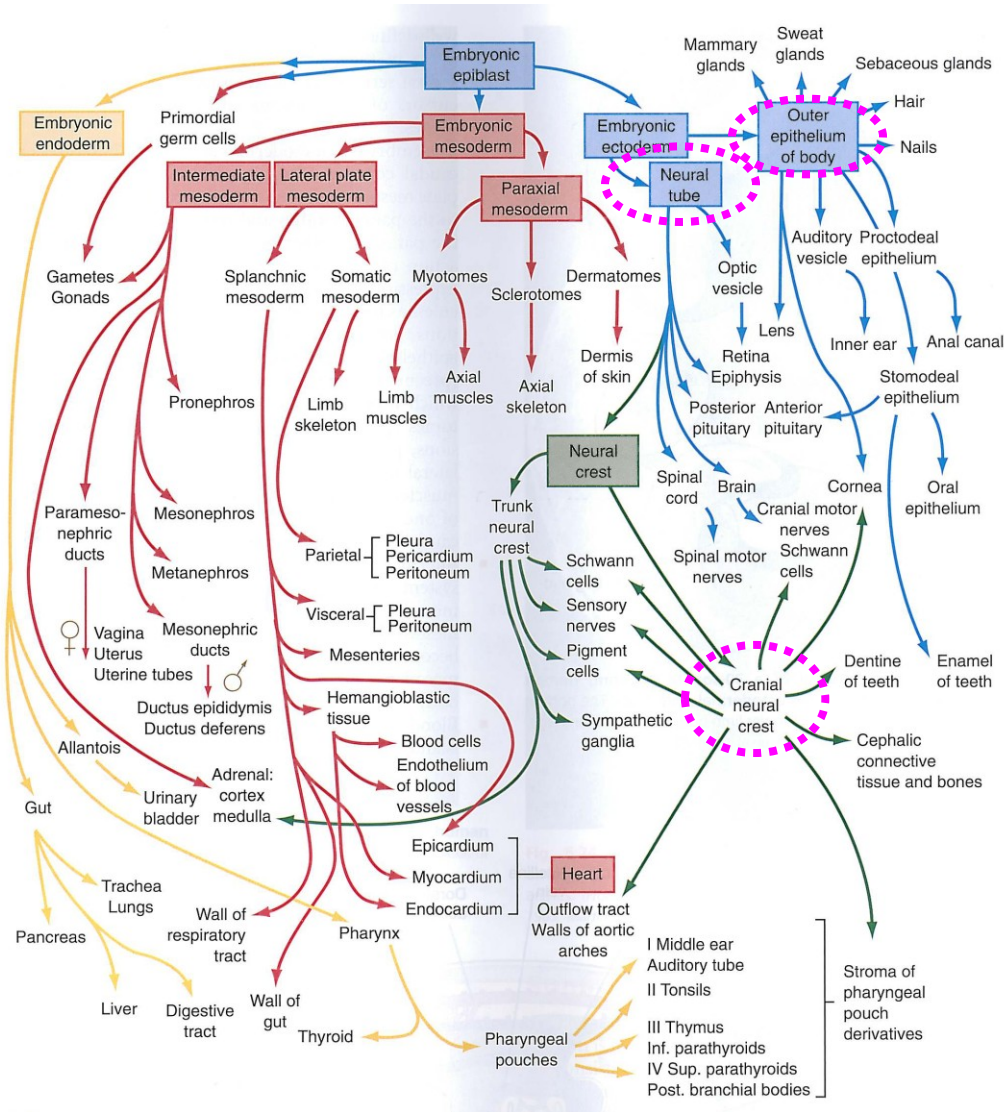 Embryonic
epiblast
Mammary
glands
Sweat
glands
Sebaceous glands
Hair
Nails
Outer
epithelium
of body
Embryonic
endoderm
Primordial
germ cells
Embryonic
mesoderm
Embryonic
ectoderm
Neural
tube
Intermediate
mesoderm
Lateral plate
mesoderm
Paraxial
mesoderm
Gametes
Gonads
Splanchnic
mesoderm
Somatic
mesoderm
Myotomes
Sclerotomes
Dermatomes
Optic
vesicle
Auditory
vesicle
Proctodeal
epithelium
Lens
Inner ear
Anal canal
Pronephros
Limb
skeleton
Limb
muscles
Axial
muscles
Axial
skeleton
Dermis
of skin
Retina
Epiphysis
Posterior
pituitary
Anterior
pituitary
Stomodeal
epithelium
Neural
crest
Spinal
cord
Brain
Cornea
Oral
epithelium
Parameso-
nephric
ducts
Mesonephros
Metanephros
Parietal
Pleura
Pericardium
Peritoneum
Trunk
neural
crest
Schwann
cells
Sensory
nerves
Pigment
cells
Spinal motor
nerves
Cranial motor
nerves
Schwann
cells
Visceral
Pleura
Peritoneum
♀
Vagina
Uterus
Uterine tubes
Mesonephric
ducts
♂
Ductus epididymis
Ductus deferens
Mesenteries
Hemangioblastic
tissue
Sympathetic
ganglia
Cranial
neural
crest
Dentine
of teeth
Enamel
of teeth
Cephalic
connective
tissue and bones
Allantois
Blood cells
Endothelium
of blood
vessels
Gut
Urinary
bladder
Adrenal:
cortex
medulla
Epicardium
Myocardium
Endocardium
Heart
Outflow tract
Walls of aortic
arches
Trachea
Lungs
Pancreas
Liver
Digestive
tract
Wall of
respiratory
tract
Wall of
gut
Pharynx
Thyroid
Pharyngeal
pouches
I Middle ear
Auditory tube
II Tonsils
III Thymus
Inf. parathyroids
IV Sup. parathyroids
Post. branchial bodies
Stroma of
pharyngeal
pouch
derivatives